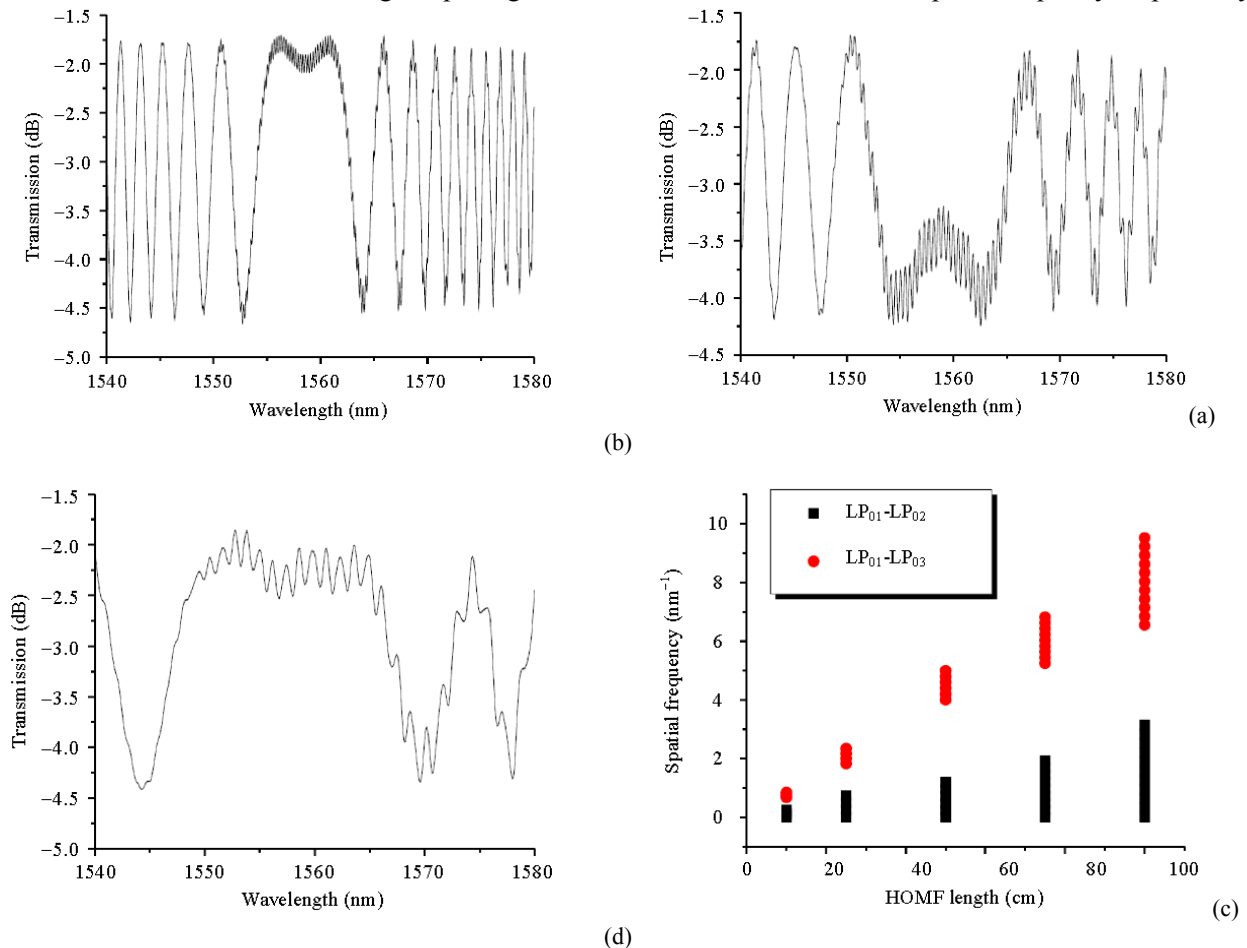 −1.5
−2.0
−2.5
−3.0
−3.5
−4.0
−4.5
−5.0
Transmission (dB)
1540 1550 1560 1570 1580
Wavelength (nm)
(b)
−1.5
−2.0
−2.5
−3.0
−3.5
−4.0
−4.5
Transmission (dB)
1540 1550 1560 1570 1580
Wavelength (nm)
(a)
−1.5
−2.0
−2.5
−3.0
−3.5
−4.0
−4.5
−5.0
Transmission (dB)
1540 1550 1560 1570 1580
Wavelength (nm)
(d)
LP01-LP02
LP01-LP03
10
8
6
4
2
0
Spatial frequency (nm−1)
0 20 40 60 80 100
HOMF length (cm)
(c)